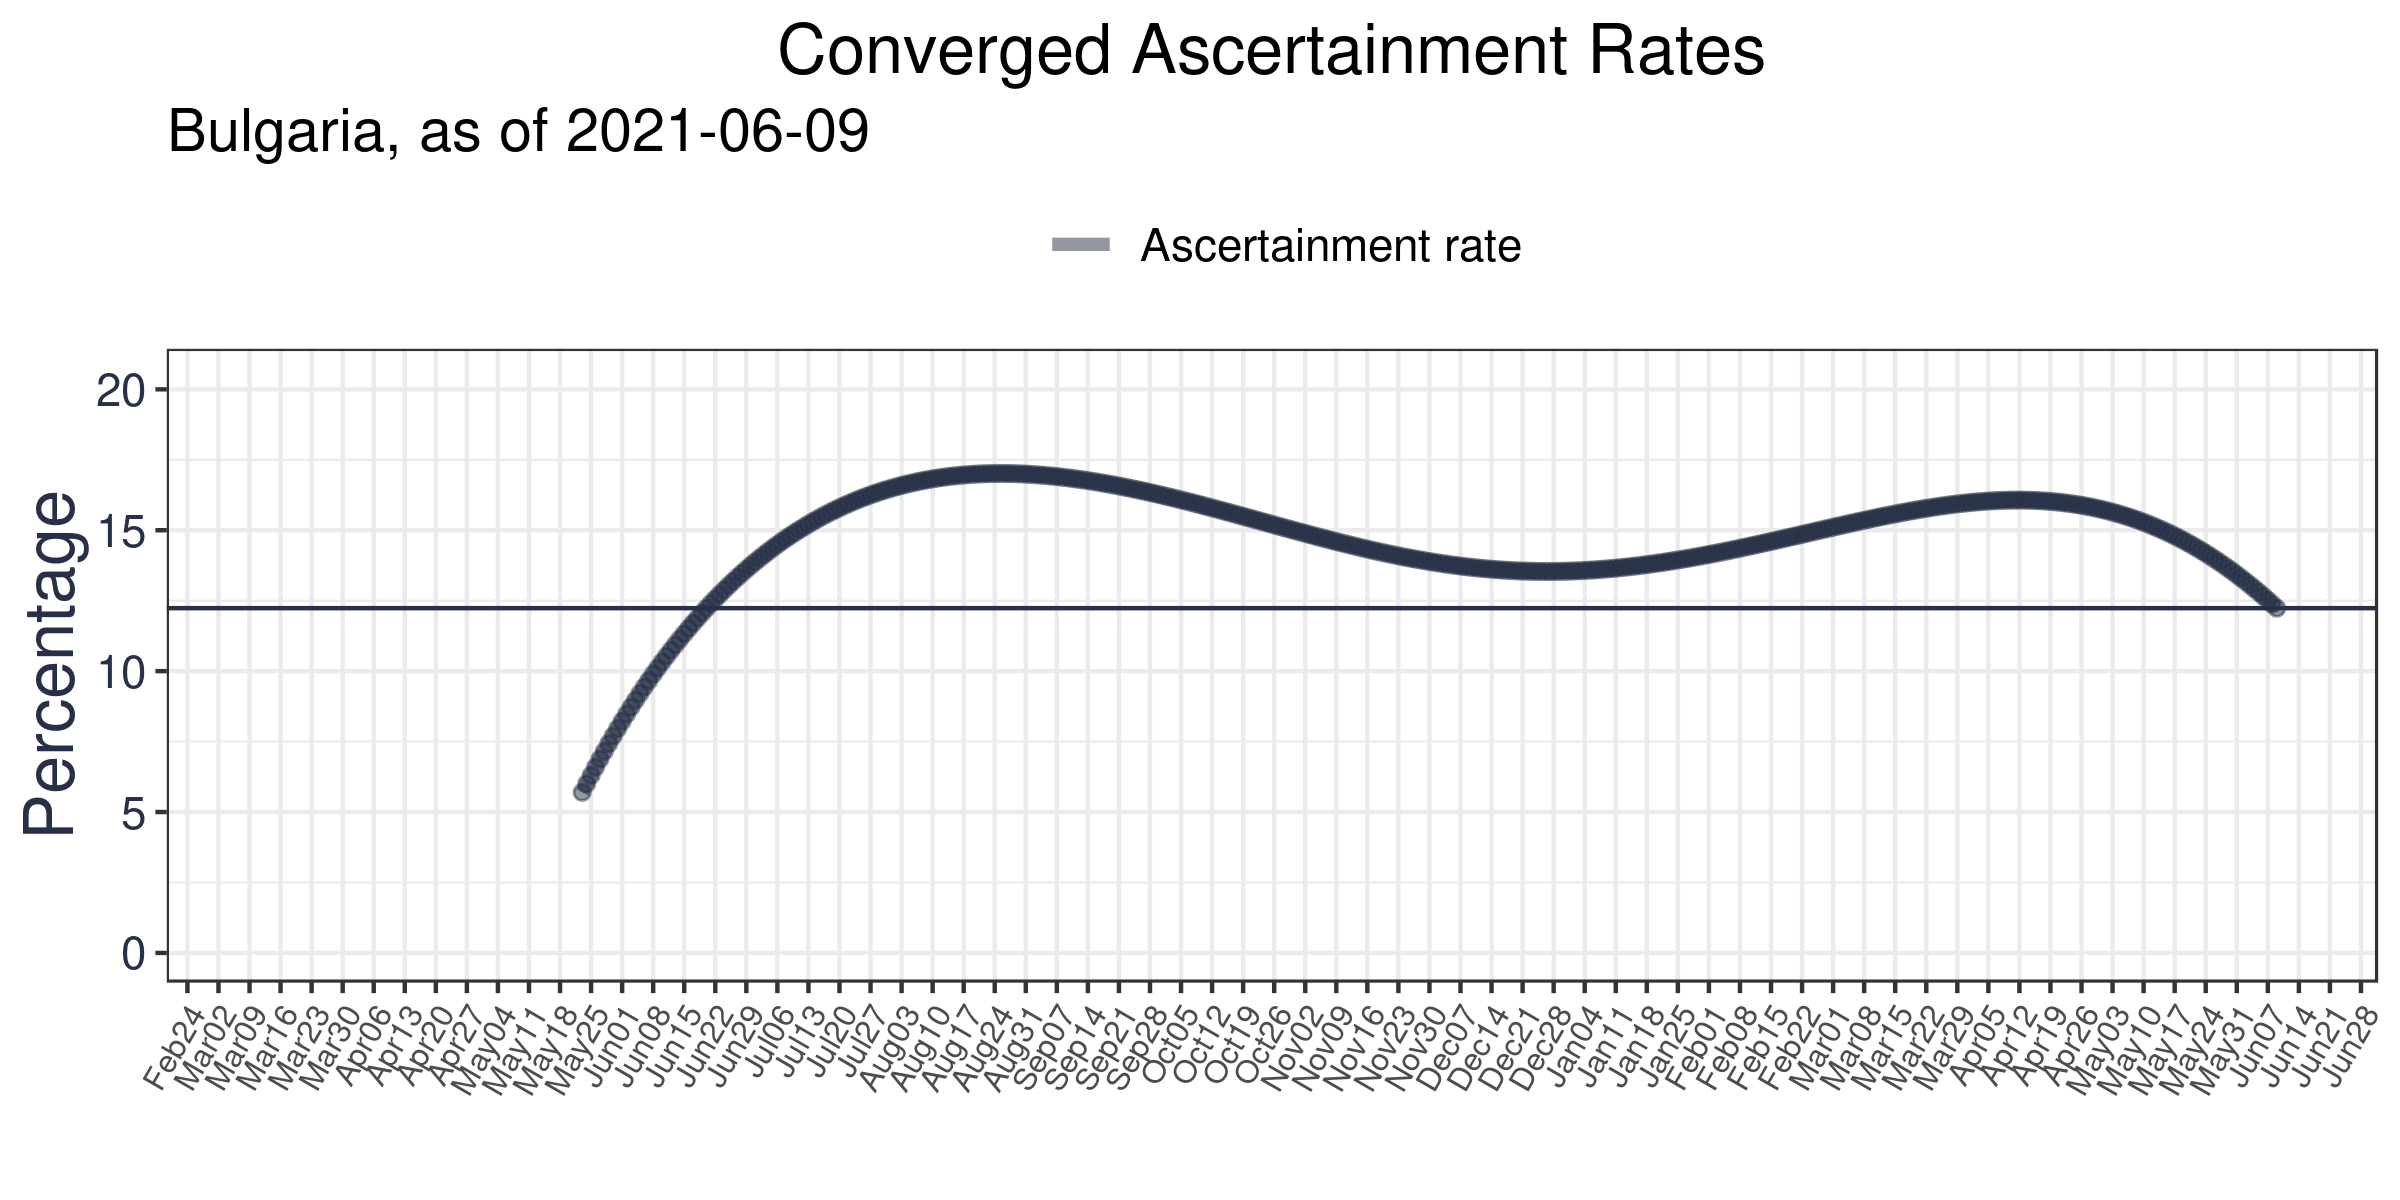 Converged Ascertainment Rates
Bulgaria, as of 2021-06-09
Ascertainment rate
Percentage
20
15
10
5
0
Feb24
Mar02
Mar09
Mar16
Mar23
Mar30
Apr06
Apr13
Apr20
Apr27
May04
May11
May18
May25
Jun01
Jun08
Jun15
Jun22
Jun29
Jul06
Jul13
Jul20
Jul27
Aug03
Aug10
Aug17
Aug24
Aug31
Sep07
Sep14
Sep21
Sep28
Oct05
Oct12
Oct19
Oct26
Nov02
Nov09
Nov16
Nov23
Nov30
Dec07
Dec14
Dec21
Dec28
Jan04
Jan11
Jan18
Jan25
Feb01
Feb08
Feb15
Feb22
Mar01
Mar08
Mar15
Mar22
Mar29
Apr05
Apr12
Apr19
Apr26
May03
May10
May17
May24
May31
Jun07
Jun14
Jun21
Jun28